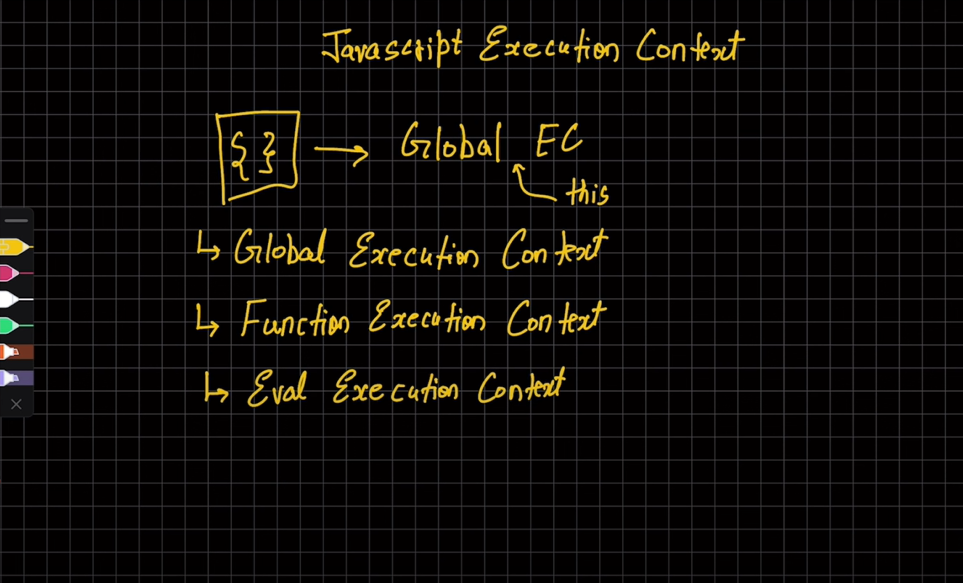 Javascript Execution Context
{ } → Global EC
this
↳ Global Execution Context
↳ Function Execution Context
↳ Eval Execution Context